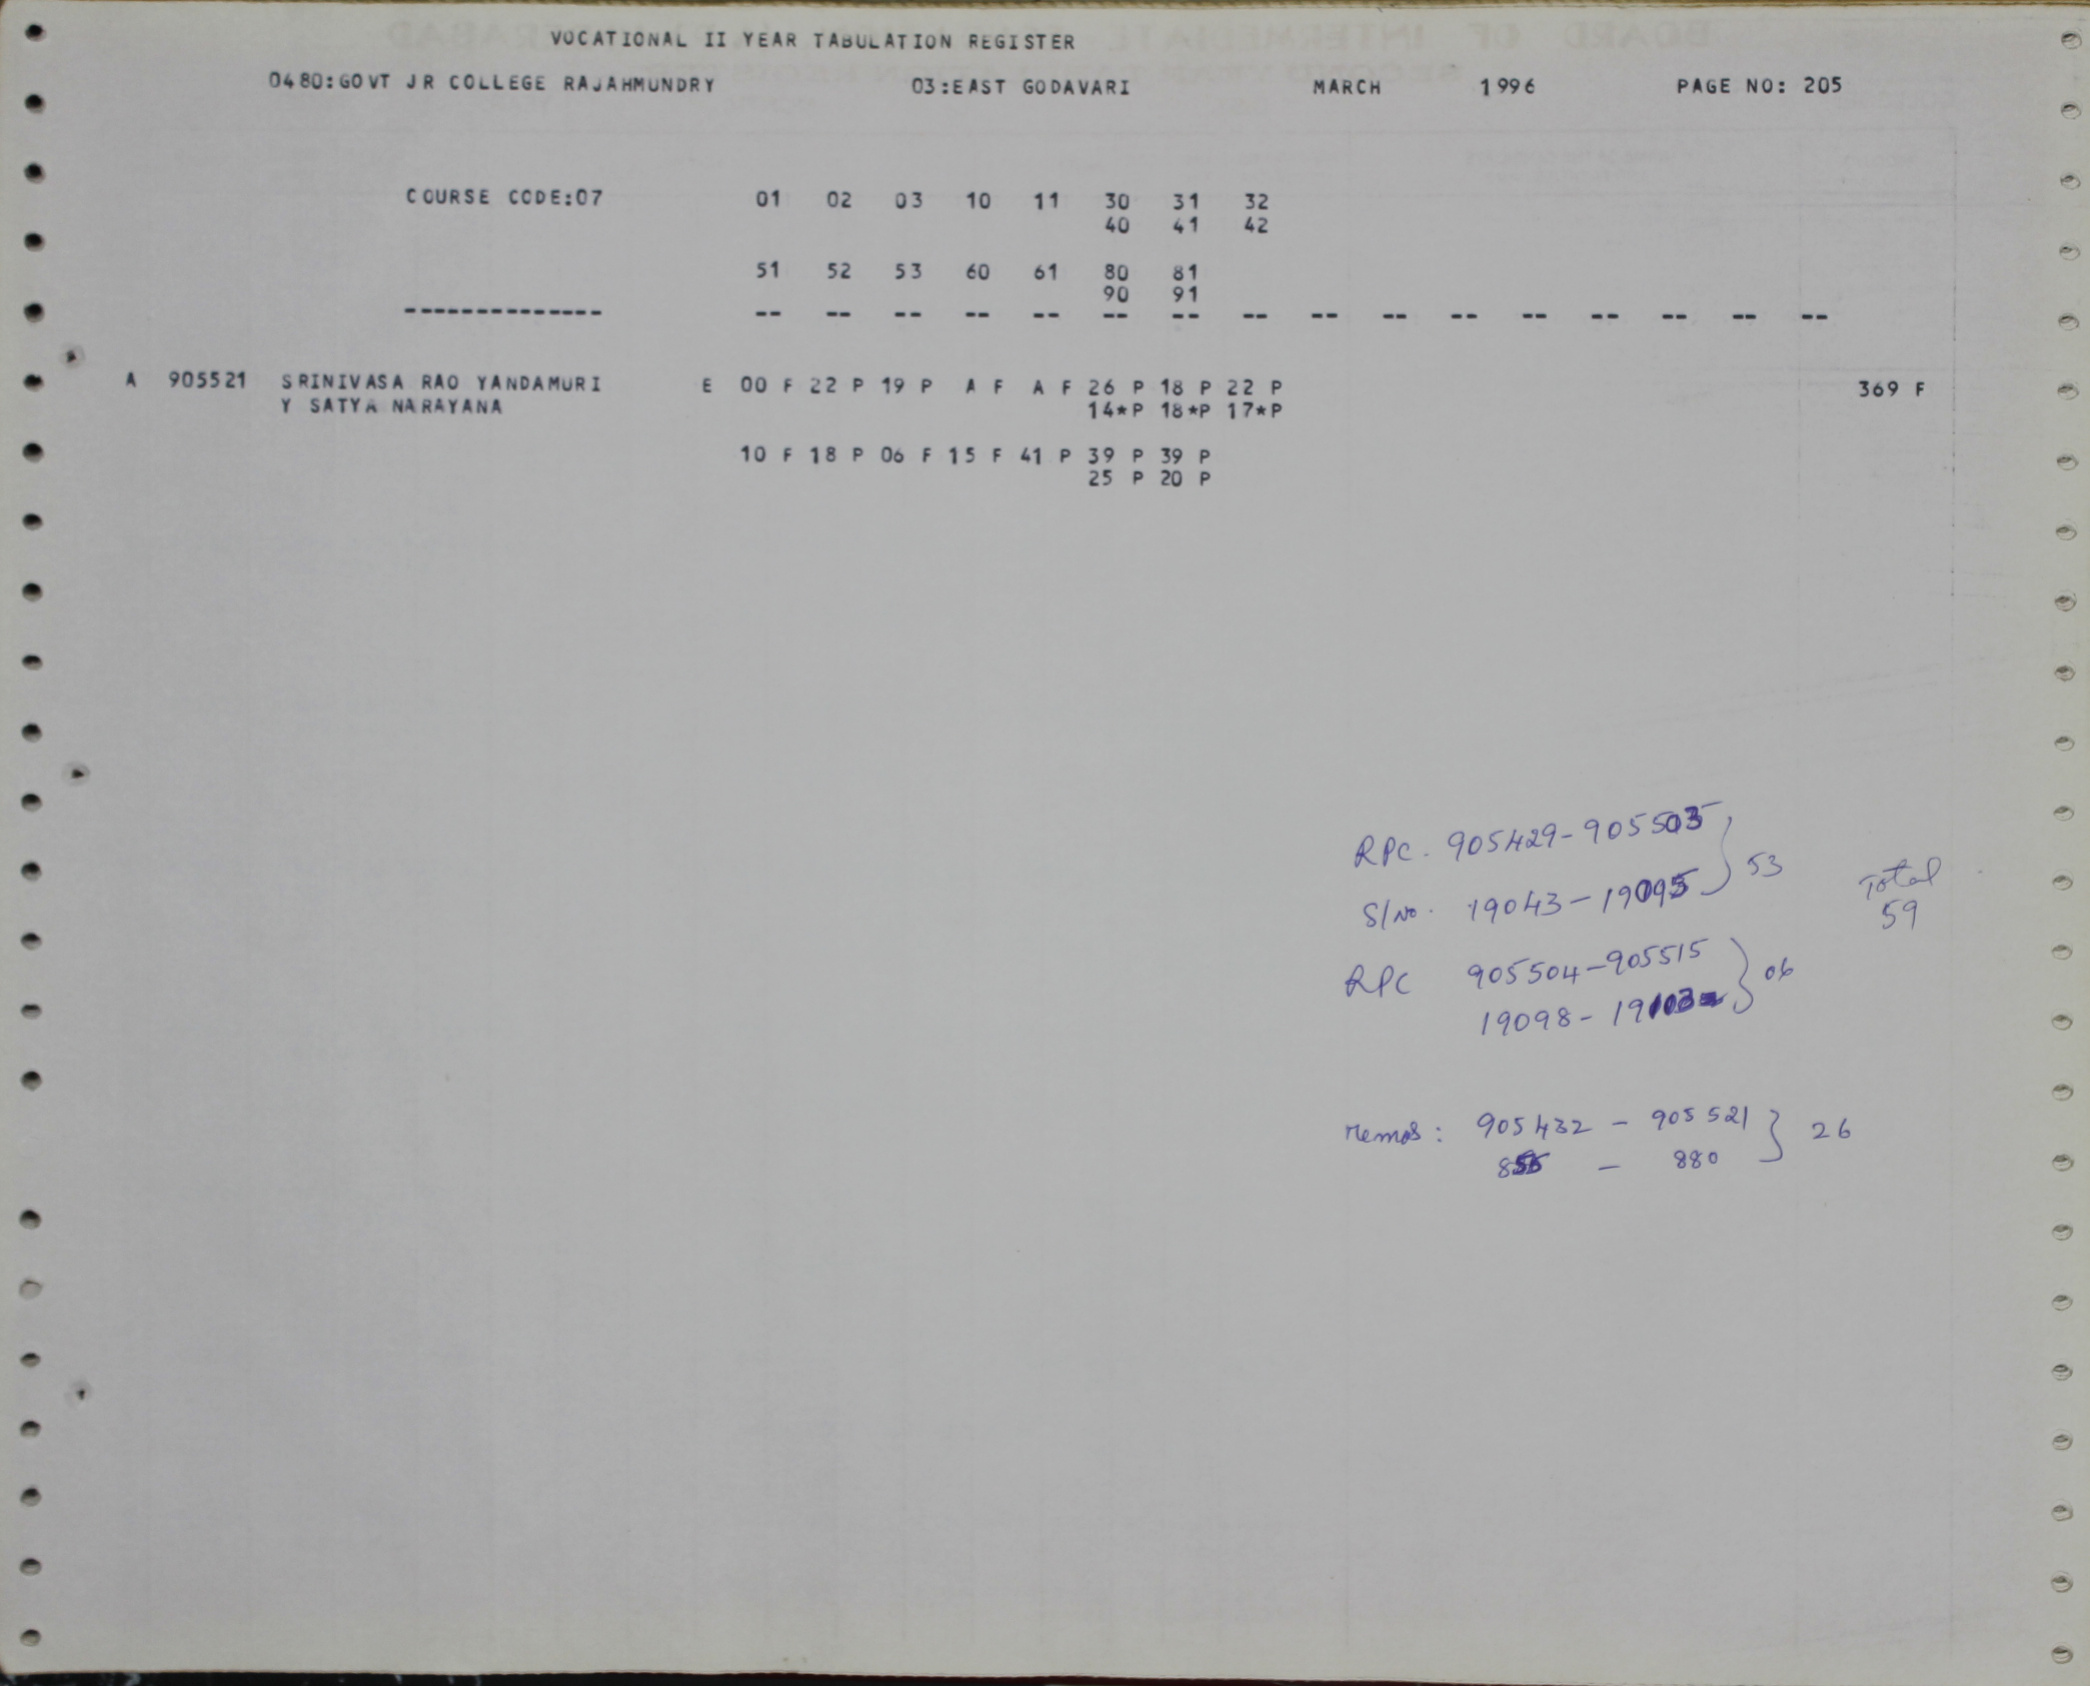 VOCATIONAL II YEAR TABULATION REGISTER
0480:GOVT JR COLLEGE RAJAHMUNDRY 03:EAST GODAVARI MARCH 1996 PAGE NO: 205
COURSE CODE:07 01 02 03 10 11 30 31 32
40 41 42
51 52 53 60 61 80 81
90 91
-------------- -- -- -- -- -- -- -- -- -- -- -- -- -- -- -- --
A 905521 SRINIVASA RAO YANDAMURI E 00 F 22 P 19 P A F A F 26 P 18 P 22 P 369 F
Y SATYA NARAYANA 14*P 18*P 17*P
10 F 18 P 06 F 15 F 41 P 39 P 39 P
25 P 20 P
RPC. 905429-905503
S/No. 19043-19095 } 53 Total 59
RPC 905504-905515
19098-19103 } 06
Memos: 905432 - 905521 } 26
855 - 880